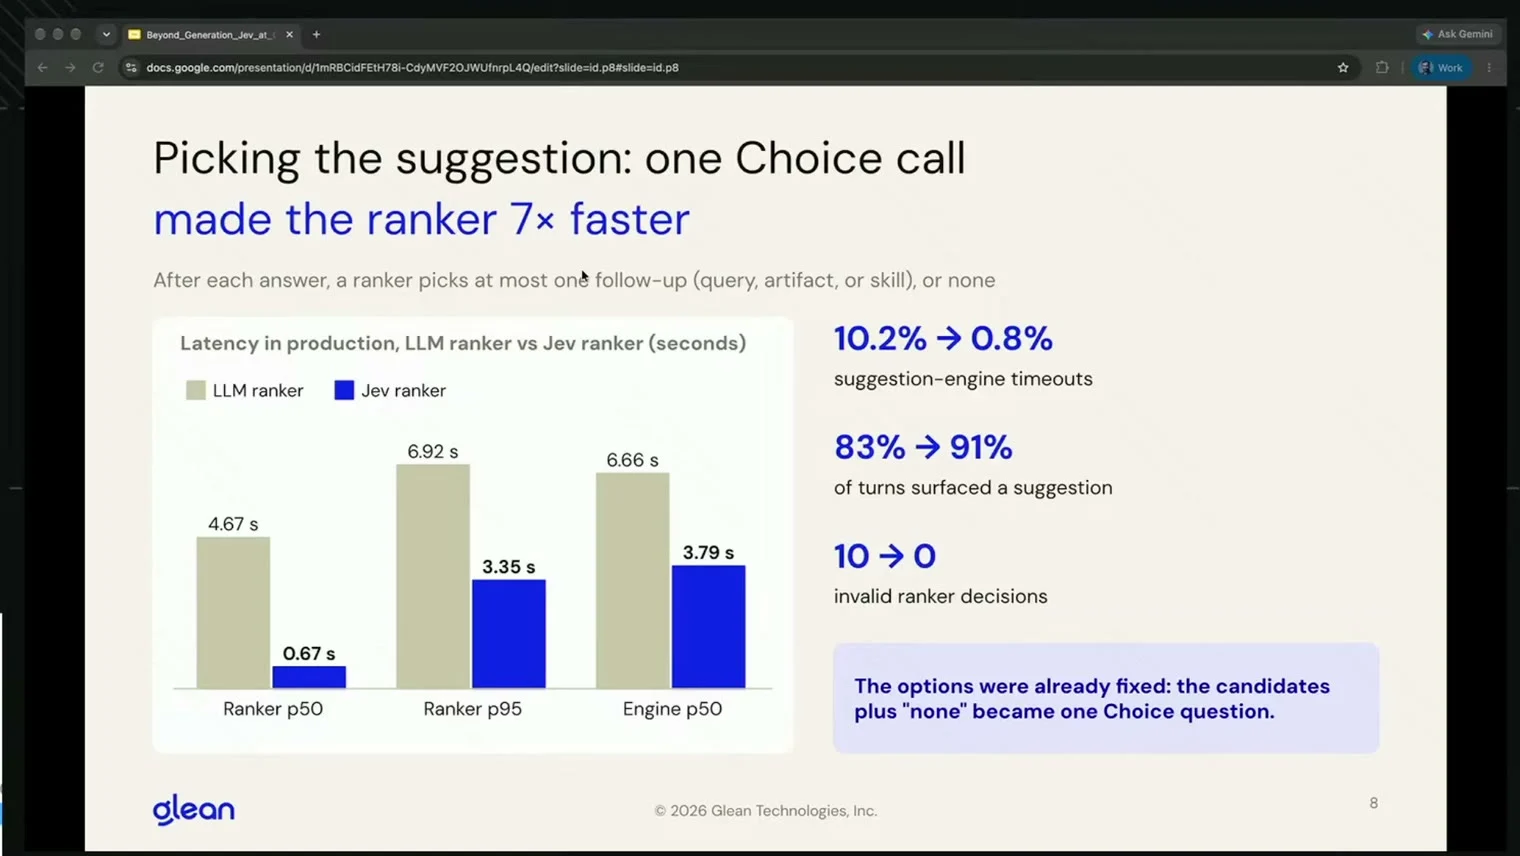 Beyond_Generation_Jev_at_
Ask Gemini
docs.google.com/presentation/d/1mRBCidFEtH78i-CdyMVF2OJWUfnrpL4Q/edit?slide=id.p8#slide=id.p8
Work
Picking the suggestion: one Choice call
made the ranker 7× faster
After each answer, a ranker picks at most one follow-up (query, artifact, or skill), or none
Latency in production, LLM ranker vs Jev ranker (seconds)
LLM ranker
Jev ranker
4.67 s
0.67 s
6.92 s
3.35 s
6.66 s
3.79 s
Ranker p50
Ranker p95
Engine p50
10.2% → 0.8%
suggestion-engine timeouts
83% → 91%
of turns surfaced a suggestion
10 → 0
invalid ranker decisions
The options were already fixed: the candidates
plus "none" became one Choice question.
glean
© 2026 Glean Technologies, Inc.
8